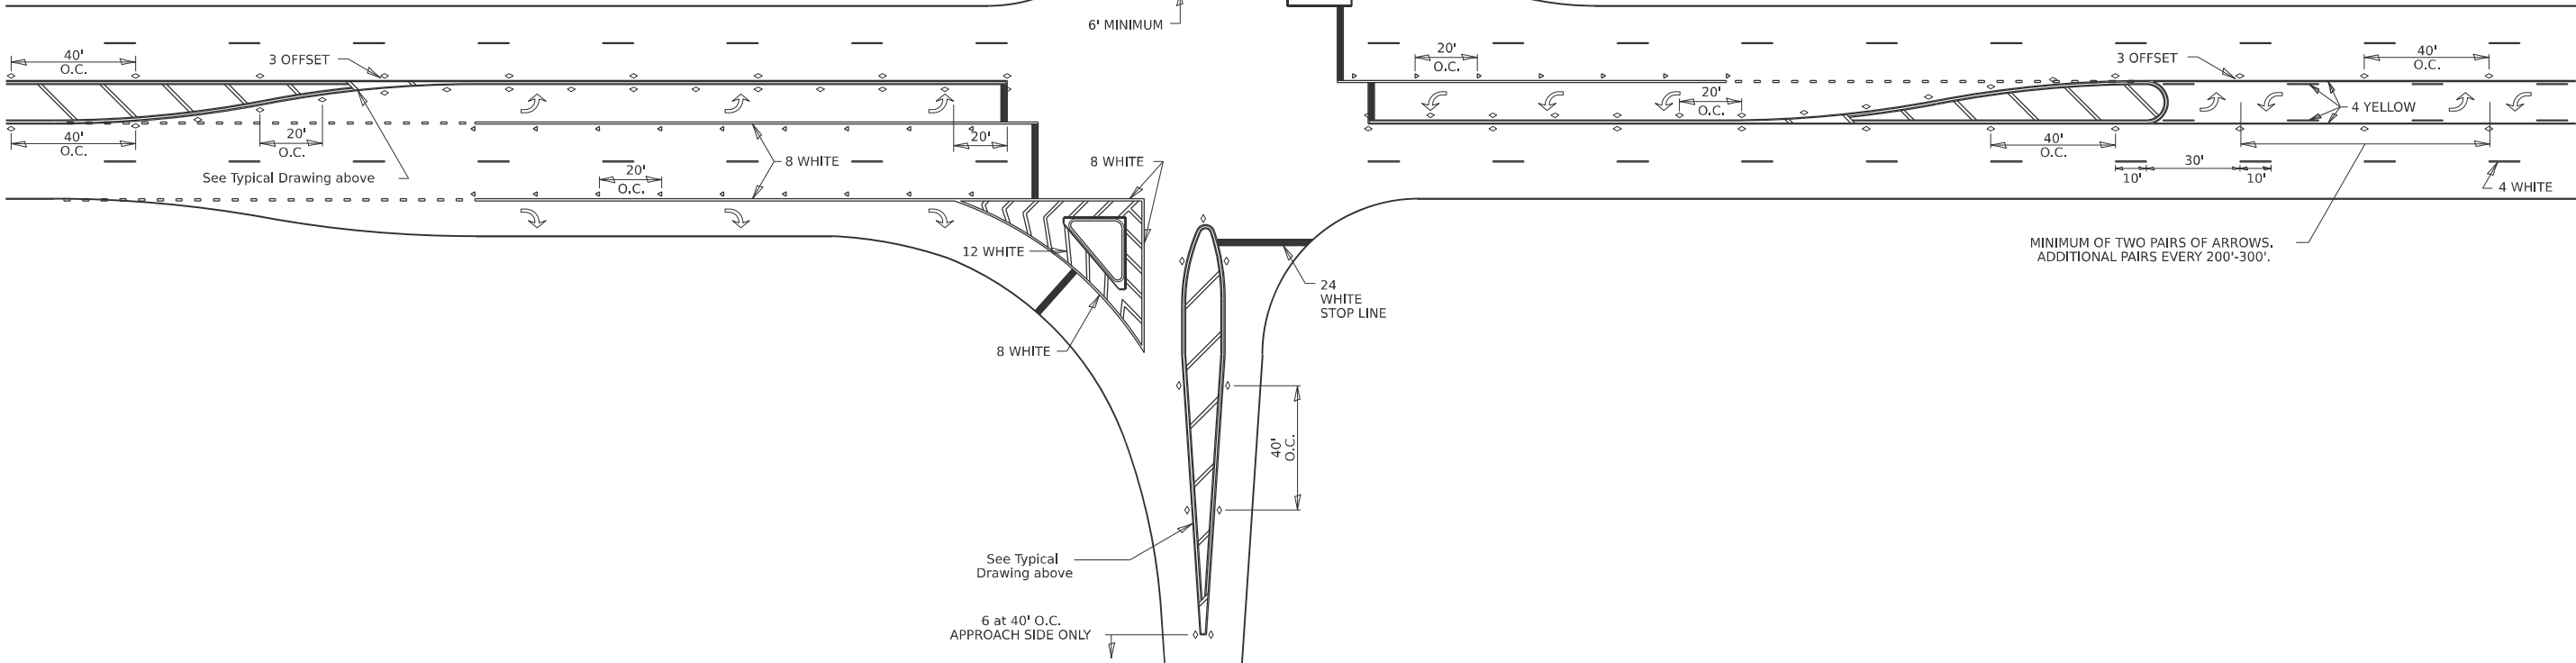 6' MINIMUM
40'
O.C.
3 OFFSET
20'
O.C.
3 OFFSET
40'
O.C.
20'
O.C.
4 YELLOW
40'
O.C.
20'
O.C.
20'
8 WHITE
8 WHITE
40'
O.C.
30'
10'
10'
See Typical Drawing above
20'
O.C.
4 WHITE
12 WHITE
MINIMUM OF TWO PAIRS OF ARROWS.
ADDITIONAL PAIRS EVERY 200'-300'.
24
WHITE
STOP LINE
8 WHITE
40'
O.C.
See Typical
Drawing above
6 at 40' O.C.
APPROACH SIDE ONLY